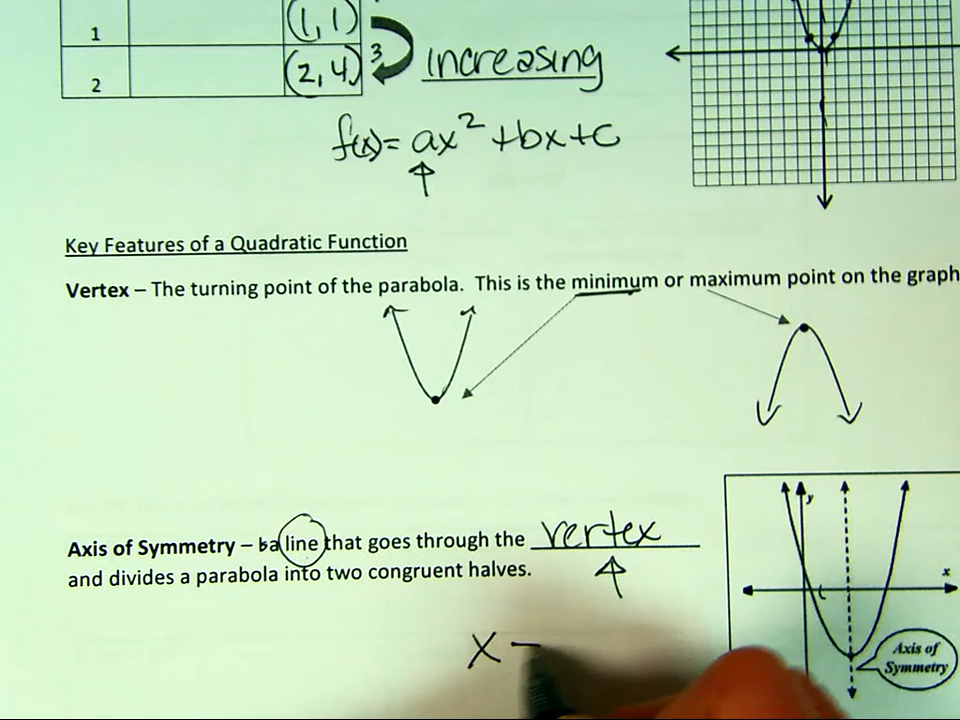 1 (1, 1)
3
2 (2, 4) increasing
f(x) = ax² + bx + c
Key Features of a Quadratic Function
Vertex – The turning point of the parabola. This is the minimum or maximum point on the graph
y
Axis of Symmetry – a line that goes through the vertex
and divides a parabola into two congruent halves.
x
Axis of
Symmetry
x =